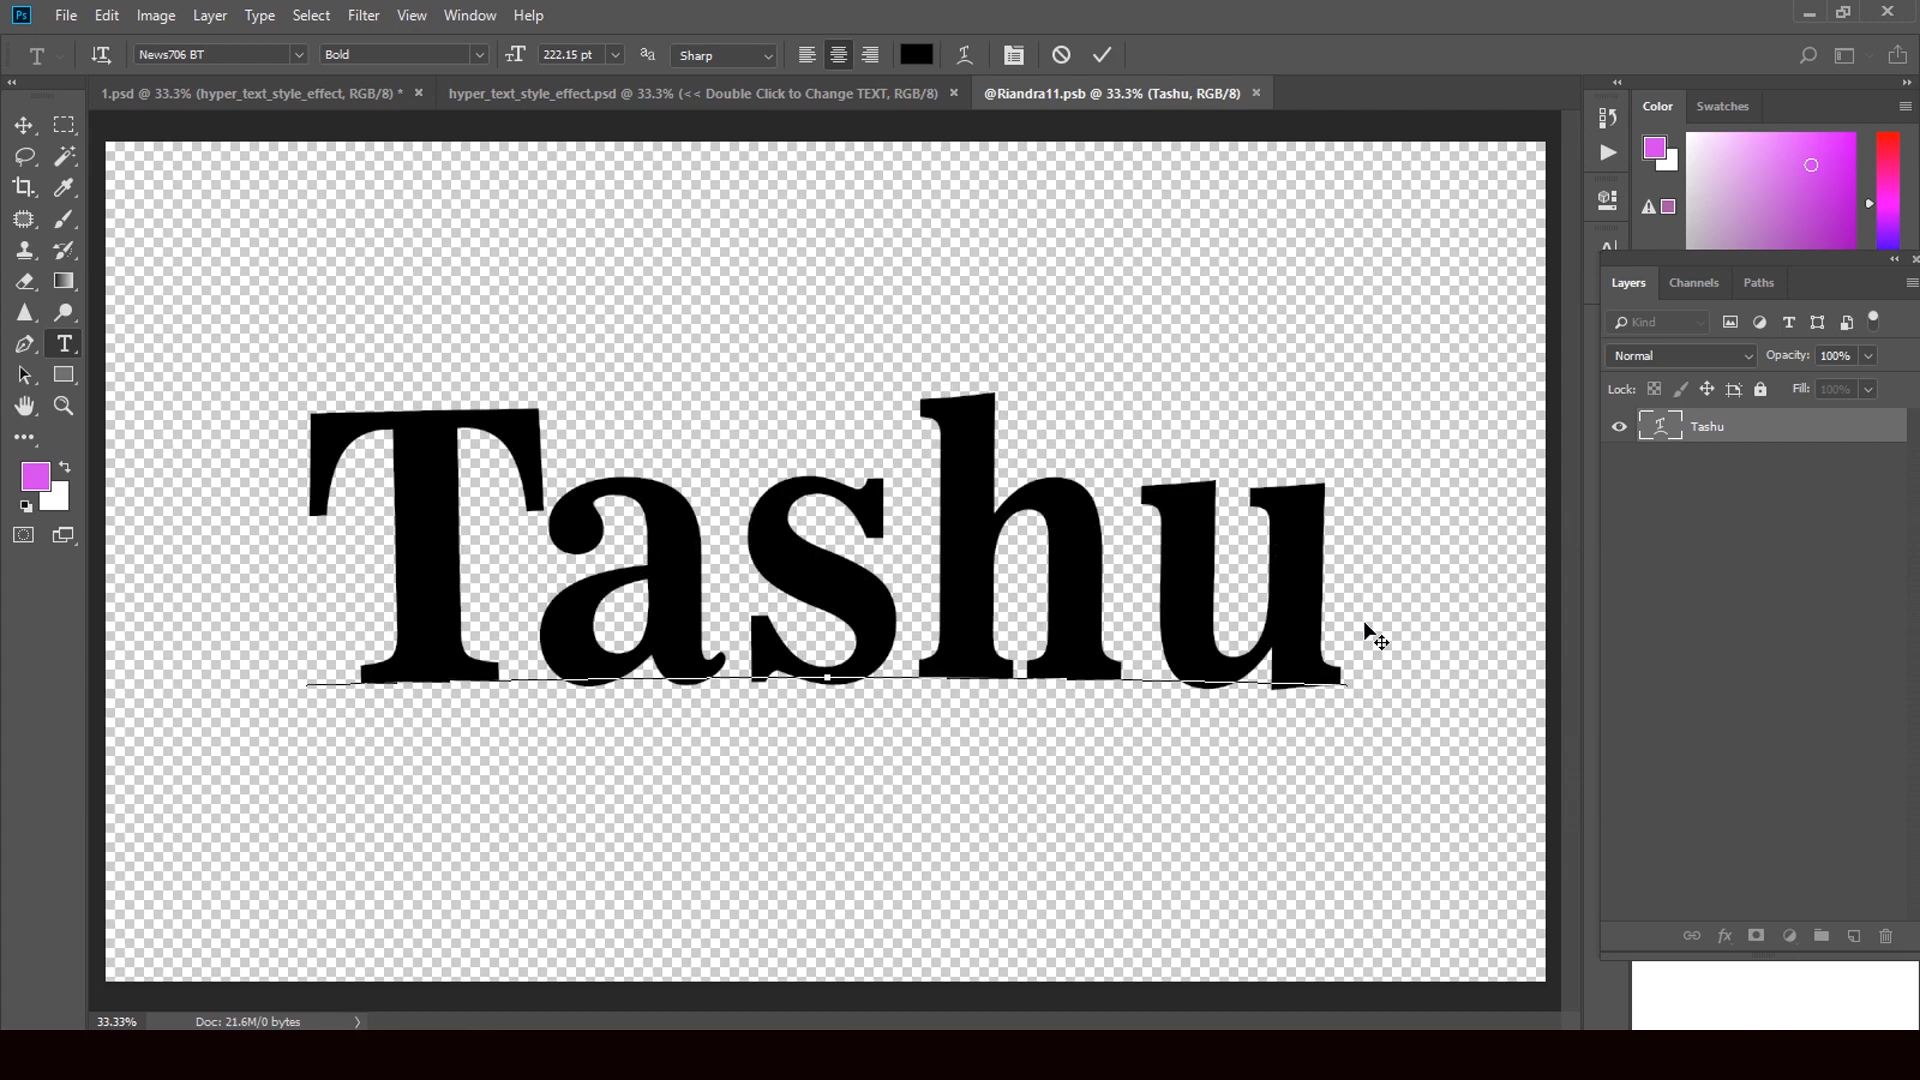 Ps File Edit Image Layer Type Select Filter View Window Help
News706 BT Bold 222.15 pt aa Sharp
1.psd @ 33.3% (hyper_text_style_effect, RGB/8) * × hyper_text_style_effect.psd @ 33.3% (<< Double Click to Change TEXT, RGB/8) × @Riandra11.psb @ 33.3% (Tashu, RGB/8) ×
Color Swatches
Layers Channels Paths
Kind
Normal Opacity: 100%
Lock: Fill: 100%
Tashu
Tashu
33.33% Doc: 21.6M/0 bytes